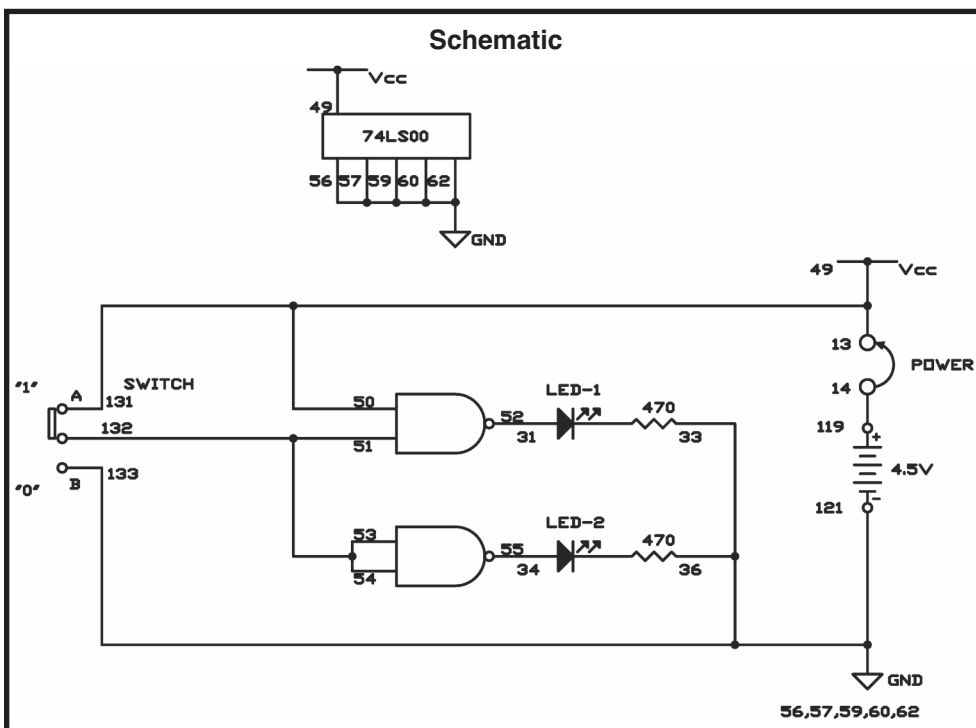 Schematic
Vcc
49
74LS00
56 57 59 60 62
GND
49 Vcc
13
POWER
14
"1" A SWITCH
131
132
"0" B 133
50
51
52
31
LED-1
470
33
119
+
4.5V
-
121
53
54
55
34
LED-2
470
36
GND
56,57,59,60,62